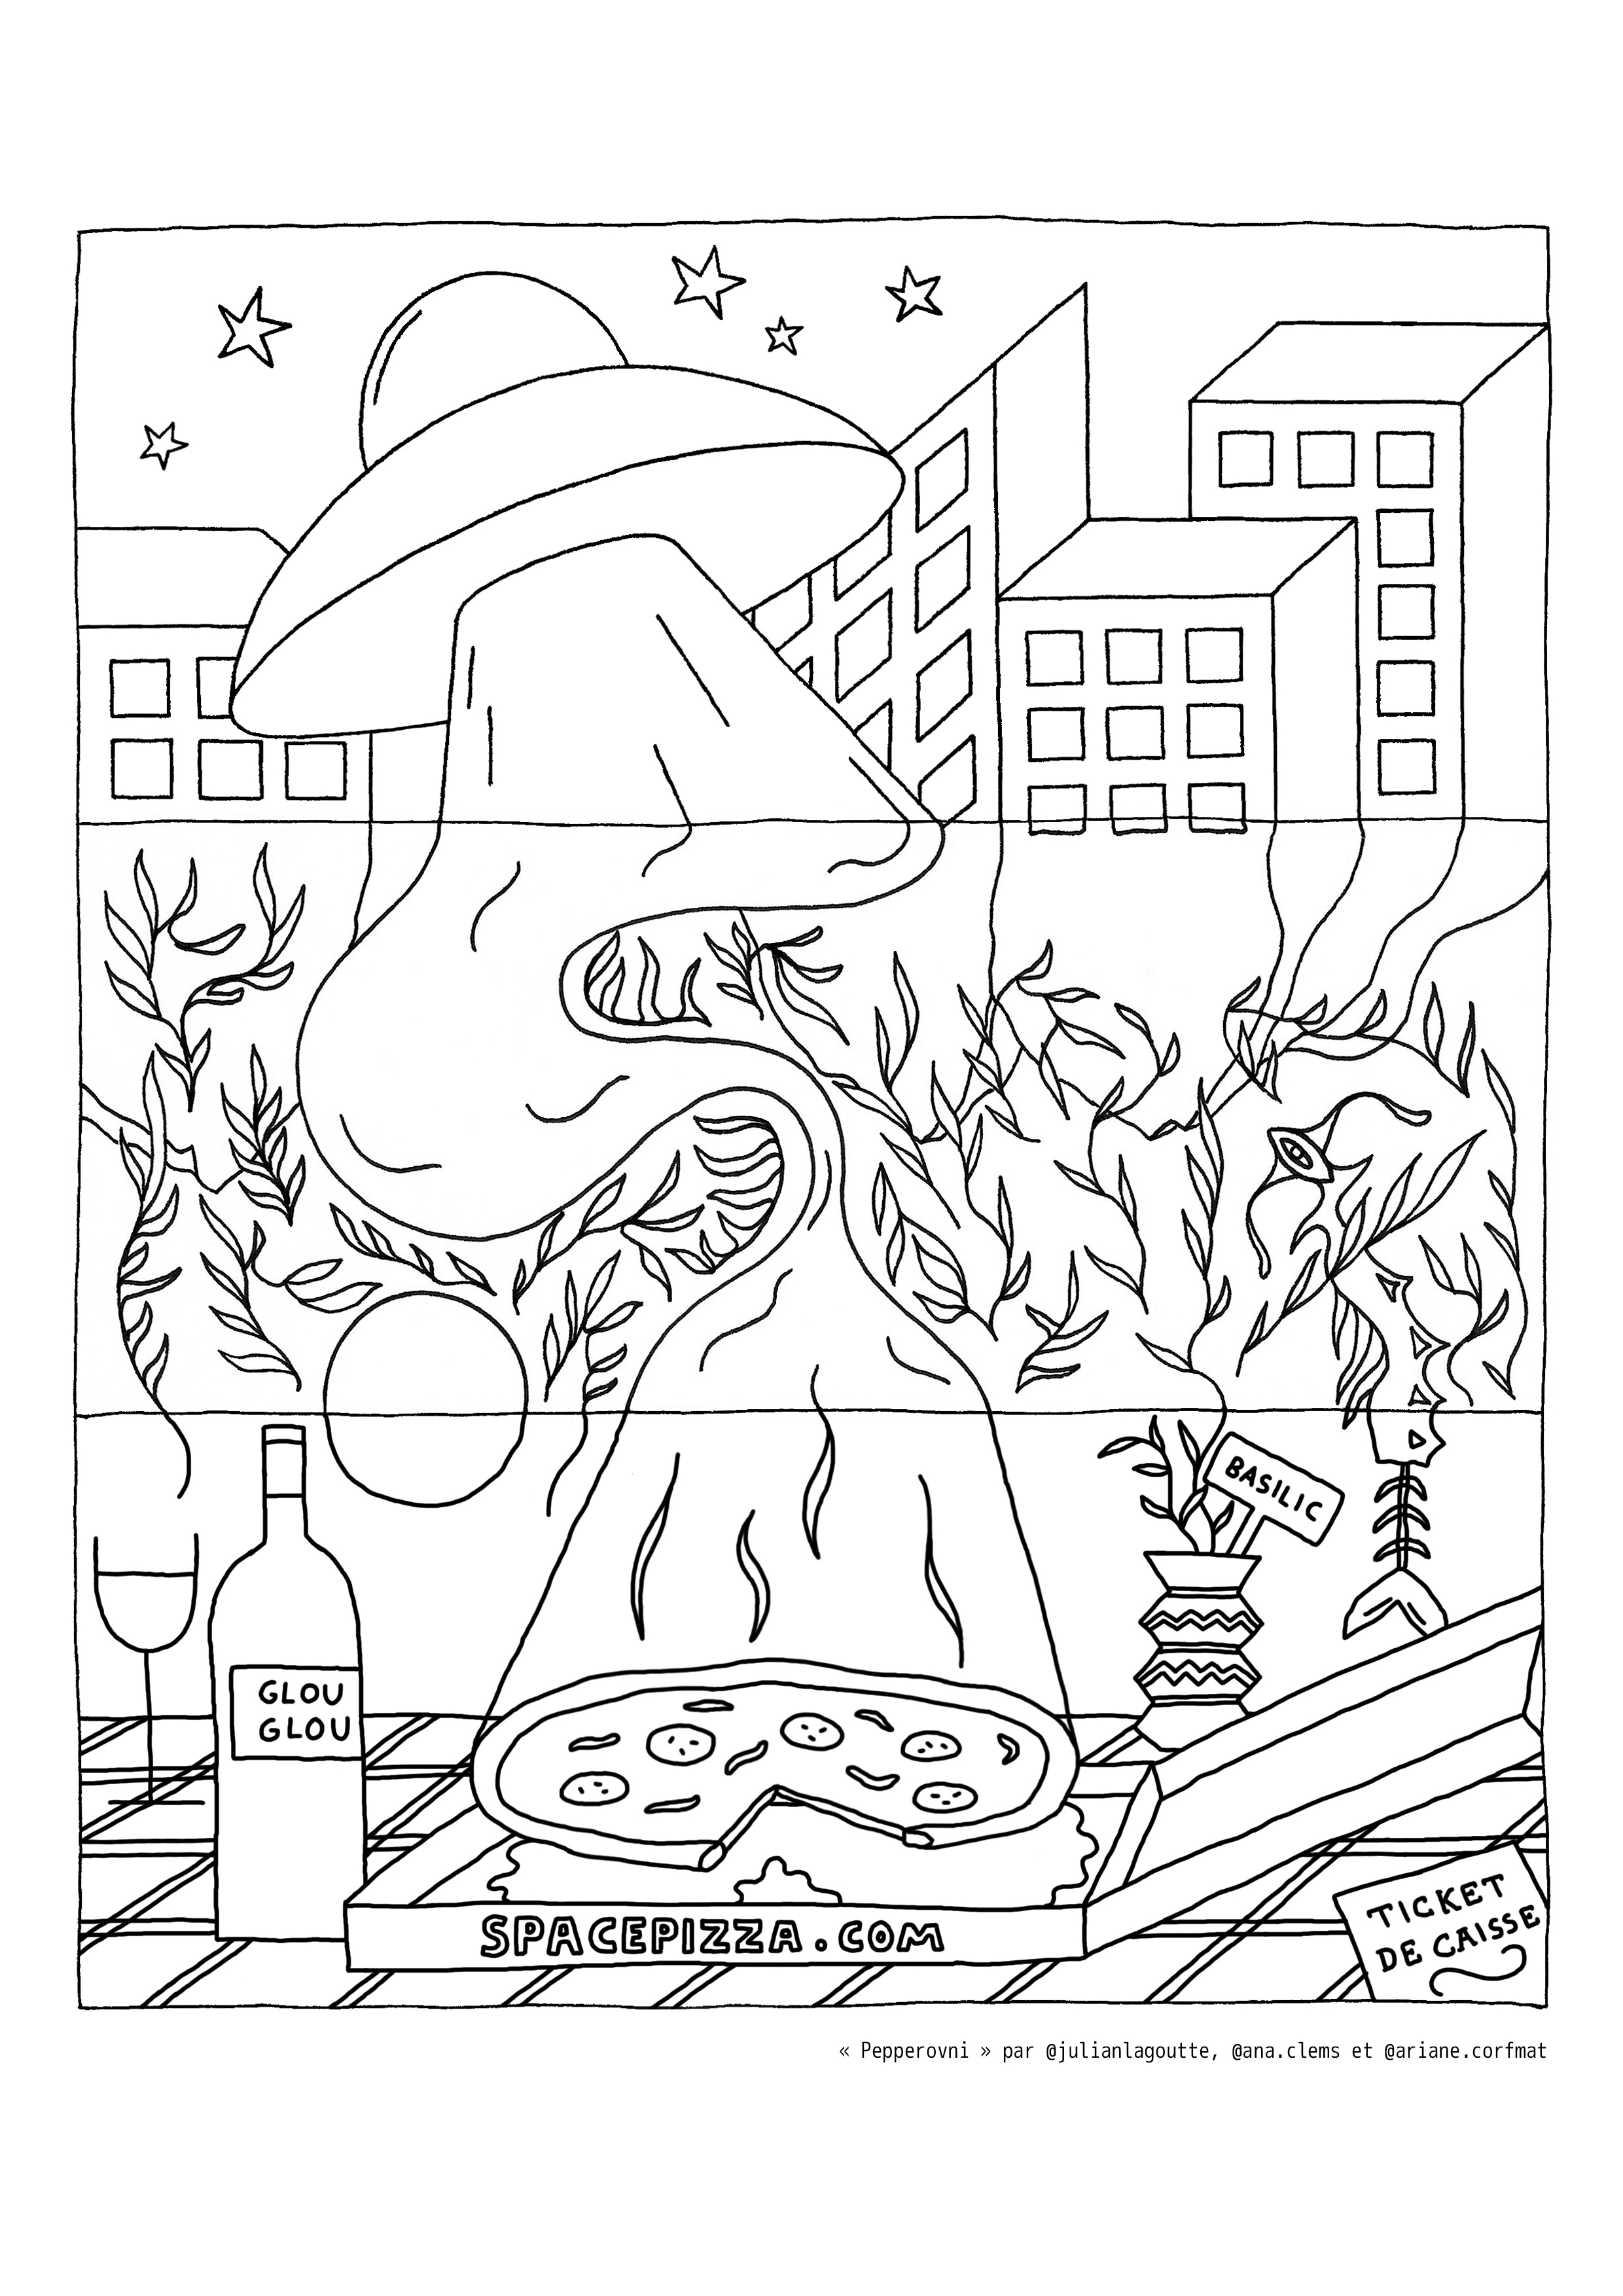 BASILIC
GLOU
GLOU
SPACEPIZZA.COM
TICKET
DE CAISSE
« Pepperovni » par @julianlagoutte, @ana.clems et @ariane.corfmat